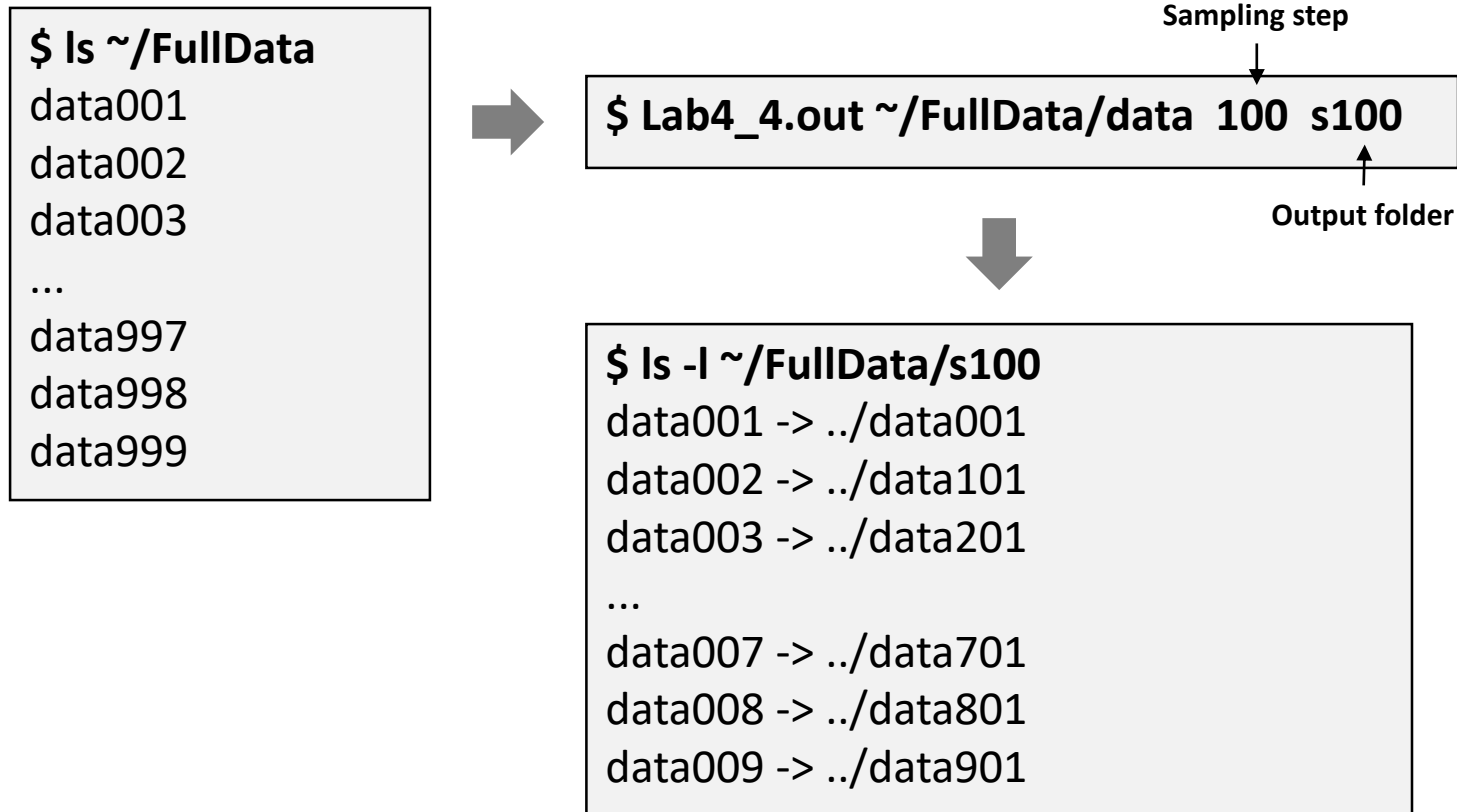 $ ls ~/FullData
data001
data002
data003
...
data997
data998
data999
Sampling step
$ Lab4_4.out ~/FullData/data 100 s100
Output folder
$ ls -l ~/FullData/s100
data001 -> ../data001
data002 -> ../data101
data003 -> ../data201
...
data007 -> ../data701
data008 -> ../data801
data009 -> ../data901